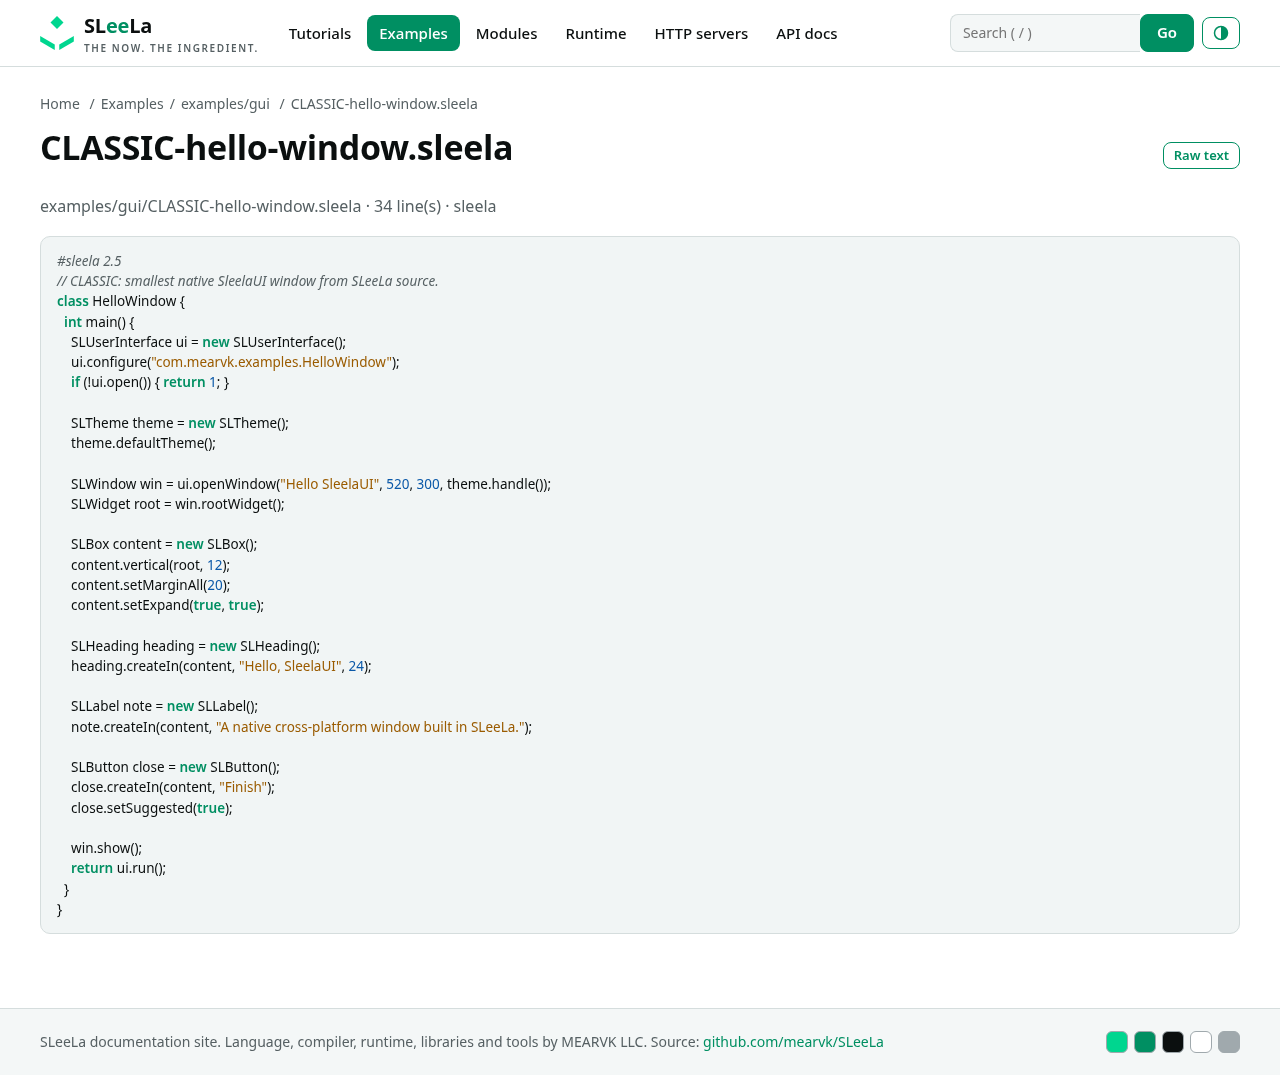 SLeeLa
THE NOW. THE INGREDIENT.
Tutorials Examples Modules Runtime HTTP servers API docs
Search ( / ) Go
Home / Examples / examples/gui / CLASSIC-hello-window.sleela
CLASSIC-hello-window.sleela
Raw text
examples/gui/CLASSIC-hello-window.sleela · 34 line(s) · sleela
#sleela 2.5
// CLASSIC: smallest native SleelaUI window from SLeeLa source.
class HelloWindow {
  int main() {
    SLUserInterface ui = new SLUserInterface();
    ui.configure("com.mearvk.examples.HelloWindow");
    if (!ui.open()) { return 1; }

    SLTheme theme = new SLTheme();
    theme.defaultTheme();

    SLWindow win = ui.openWindow("Hello SleelaUI", 520, 300, theme.handle());
    SLWidget root = win.rootWidget();

    SLBox content = new SLBox();
    content.vertical(root, 12);
    content.setMarginAll(20);
    content.setExpand(true, true);

    SLHeading heading = new SLHeading();
    heading.createIn(content, "Hello, SleelaUI", 24);

    SLLabel note = new SLLabel();
    note.createIn(content, "A native cross-platform window built in SLeeLa.");

    SLButton close = new SLButton();
    close.createIn(content, "Finish");
    close.setSuggested(true);

    win.show();
    return ui.run();
  }
}
SLeeLa documentation site. Language, compiler, runtime, libraries and tools by MEARVK LLC. Source: github.com/mearvk/SLeeLa